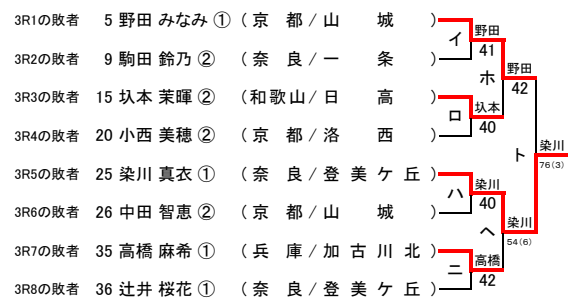 3R1の敗者 5 野田 みなみ ① ( 京 都 / 山 城 )
3R2の敗者 9 駒田 鈴乃 ② ( 奈 良 / 一 条 )
3R3の敗者 15 圦本 茉暉 ② ( 和歌山 / 日 高 )
3R4の敗者 20 小西 美穂 ② ( 京 都 / 洛 西 )
3R5の敗者 25 染川 真衣 ① ( 奈 良 / 登 美 ケ 丘 )
3R6の敗者 26 中田 智恵 ② ( 京 都 / 山 城 )
3R7の敗者 35 高橋 麻希 ① ( 兵 庫 / 加 古 川 北 )
3R8の敗者 36 辻井 桜花 ① ( 奈 良 / 登 美 ケ 丘 )
イ 野田
41
ロ 圦本
40
ハ 染川
40
ニ 高橋
42
ホ 野田
42
ヘ 染川
54(6)
ト 染川
76(3)